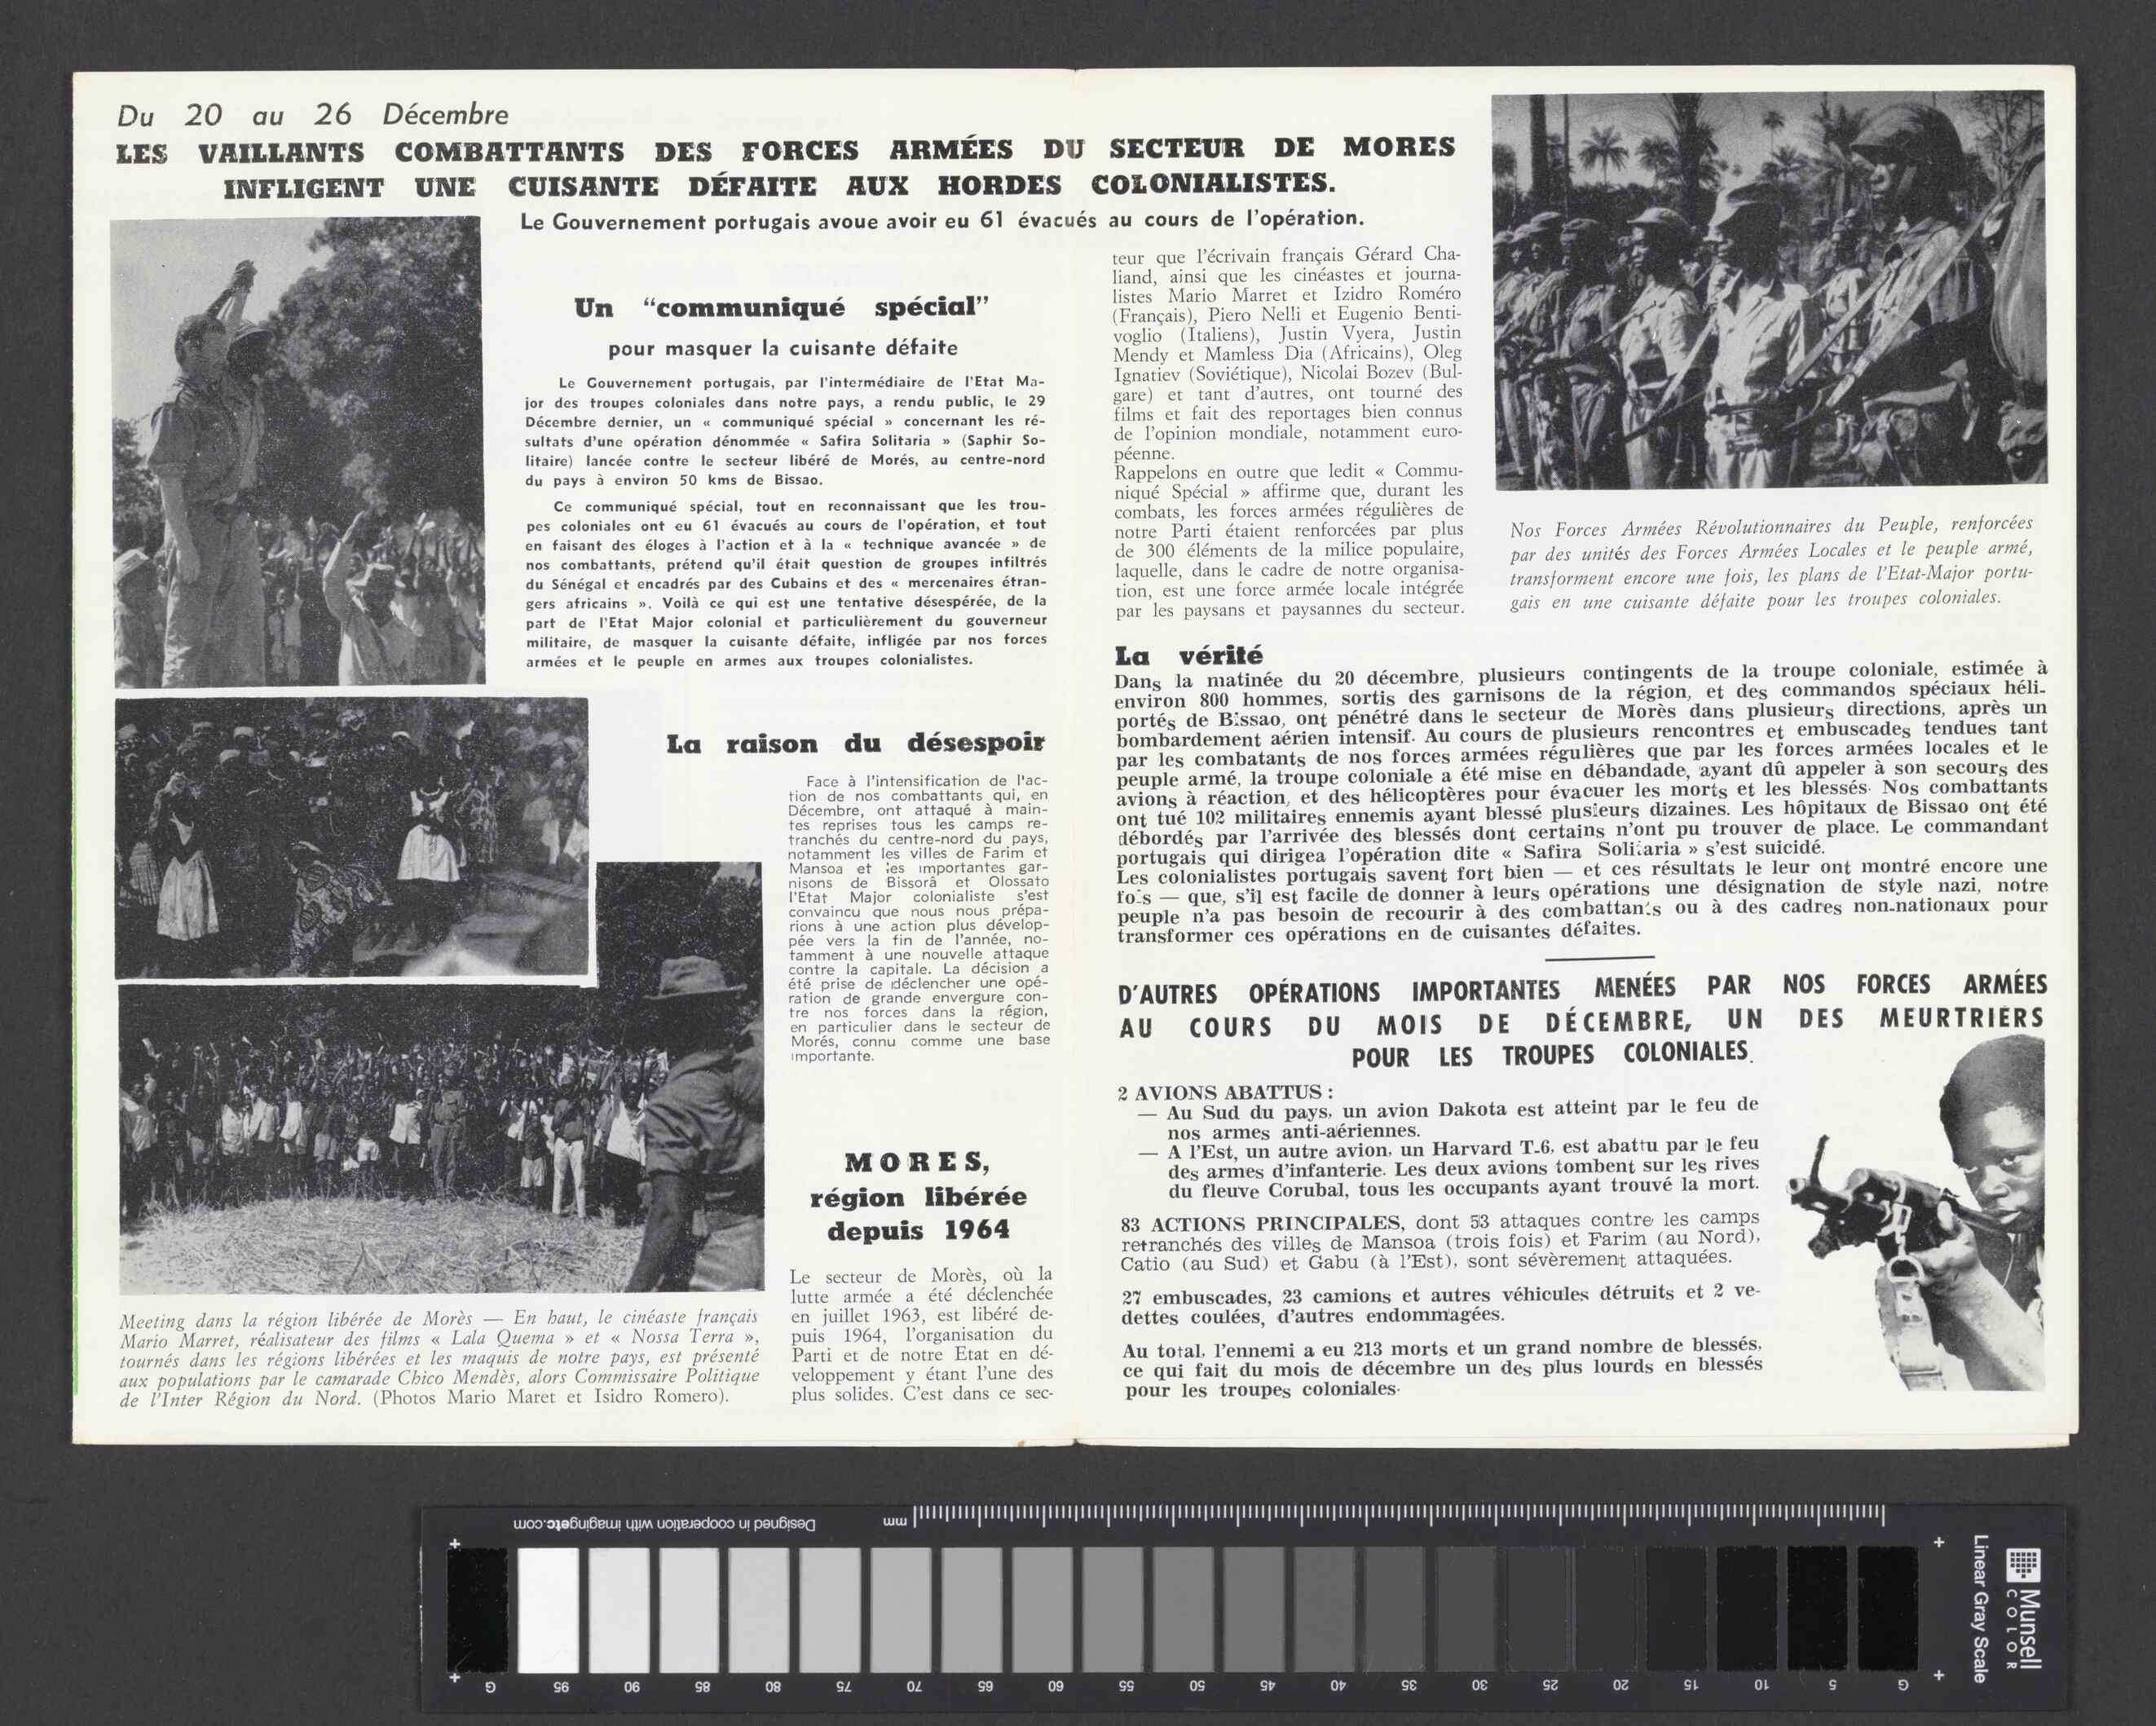 Du 20 au 26 Décembre
LES VAILLANTS COMBATTANTS DES FORCES ARMÉES DU SECTEUR DE MORES
INFLIGENT UNE CUISANTE DÉFAITE AUX HORDES COLONIALISTES.
Le Gouvernement portugais avoue avoir eu 61 évacués au cours de l'opération.
Un "communiqué spécial"
pour masquer la cuisante défaite
Le Gouvernement portugais, par l'intermédiaire de l'Etat Ma-
jor des troupes coloniales dans notre pays, a rendu public, le 29
Décembre dernier, un « communiqué spécial » concernant les ré-
sultats d'une opération dénommée « Safira Solitaria » (Saphir So-
litaire) lancée contre le secteur libéré de Morés, au centre-nord
du pays à environ 50 kms de Bissao.
Ce communiqué spécial, tout en reconnaissant que les trou-
pes coloniales ont eu 61 évacués au cours de l'opération, et tout
en faisant des éloges à l'action et à la « technique avancée » de
nos combattants, prétend qu'il était question de groupes infiltrés
du Sénégal et encadrés par des Cubains et des « mercenaires étran-
gers africains ». Voilà ce qui est une tentative désespérée, de la
part de l'Etat Major colonial et particulièrement du gouverneur
militaire, de masquer la cuisante défaite, infligée par nos forces
armées et le peuple en armes aux troupes colonialistes.
La raison du désespoir
Face à l'intensification de l'ac-
tion de nos combattants qui, en
Décembre, ont attaqué à main-
tes reprises tous les camps re-
tranchés du centre-nord du pays,
notamment les villes de Farim et
Mansoa et les importantes gar-
nisons de Bissorâ et Olossato
l'Etat Major colonialiste s'est
convaincu que nous nous prépa-
rions à une action plus dévelop-
pée vers la fin de l'année, no-
tamment à une nouvelle attaque
contre la capitale. La décision a
été prise de déclencher une opé-
ration de grande envergure con-
tre nos forces dans la région,
en particulier dans le secteur de
Morés, connu comme une base
importante.
MORES,
région libérée
depuis 1964
Le secteur de Morès, où la
lutte armée a été déclenchée
en juillet 1963, est libéré de-
puis 1964, l'organisation du
Parti et de notre Etat en dé-
veloppement y étant l'une des
plus solides. C'est dans ce sec-
Meeting dans la région libérée de Morès — En haut, le cinéaste français
Mario Marret, réalisateur des films « Lala Quema » et « Nossa Terra »,
tournés dans les régions libérées et les maquis de notre pays, est présenté
aux populations par le camarade Chico Mendès, alors Commissaire Politique
de l'Inter Région du Nord. (Photos Mario Maret et Isidro Romero).
teur que l'écrivain français Gérard Cha-
liand, ainsi que les cinéastes et journa-
listes Mario Marret et Izidro Roméro
(Français), Piero Nelli et Eugenio Benti-
voglio (Italiens), Justin Vyera, Justin
Mendy et Mamless Dia (Africains), Oleg
Ignatiev (Soviétique), Nicolai Bozev (Bul-
gare) et tant d'autres, ont tourné des
films et fait des reportages bien connus
de l'opinion mondiale, notamment euro-
péenne.
Rappelons en outre que ledit « Commu-
niqué Spécial » affirme que, durant les
combats, les forces armées régulières de
notre Parti étaient renforcées par plus
de 300 éléments de la milice populaire,
laquelle, dans le cadre de notre organisa-
tion, est une force armée locale intégrée
par les paysans et paysannes du secteur.
Nos Forces Armées Révolutionnaires du Peuple, renforcées
par des unités des Forces Armées Locales et le peuple armé,
transforment encore une fois, les plans de l'Etat-Major portu-
gais en une cuisante défaite pour les troupes coloniales.
La vérité
Dans la matinée du 20 décembre, plusieurs contingents de la troupe coloniale, estimée à
environ 800 hommes, sortis des garnisons de la région, et des commandos spéciaux héli-
portés de Bissao, ont pénétré dans le secteur de Morès dans plusieurs directions, après un
bombardement aérien intensif. Au cours de plusieurs rencontres et embuscades tendues tant
par les combatants de nos forces armées régulières que par les forces armées locales et le
peuple armé, la troupe coloniale a été mise en débandade, ayant dû appeler à son secours des
avions à réaction, et des hélicoptères pour évacuer les morts et les blessés. Nos combattants
ont tué 102 militaires ennemis ayant blessé plusieurs dizaines. Les hôpitaux de Bissao ont été
débordés par l'arrivée des blessés dont certains n'ont pu trouver de place. Le commandant
portugais qui dirigea l'opération dite « Safira Solitaria » s'est suicidé.
Les colonialistes portugais savent fort bien — et ces résultats le leur ont montré encore une
fois — que, s'il est facile de donner à leurs opérations une désignation de style nazi, notre
peuple n'a pas besoin de recourir à des combattants ou à des cadres non-nationaux pour
transformer ces opérations en de cuisantes défaites.
D'AUTRES OPÉRATIONS IMPORTANTES MENÉES PAR NOS FORCES ARMÉES
AU COURS DU MOIS DE DÉCEMBRE, UN DES MEURTRIERS
POUR LES TROUPES COLONIALES.
2 AVIONS ABATTUS :
— Au Sud du pays, un avion Dakota est atteint par le feu de
nos armes anti-aériennes.
— A l'Est, un autre avion, un Harvard T-6, est abattu par le feu
des armes d'infanterie. Les deux avions tombent sur les rives
du fleuve Corubal, tous les occupants ayant trouvé la mort.
83 ACTIONS PRINCIPALES, dont 53 attaques contre les camps
retranchés des villes de Mansoa (trois fois) et Farim (au Nord),
Catio (au Sud) et Gabu (à l'Est), sont sévèrement attaquées.
27 embuscades, 23 camions et autres véhicules détruits et 2 ve-
dettes coulées, d'autres endommagées.
Au total, l'ennemi a eu 213 morts et un grand nombre de blessés,
ce qui fait du mois de décembre un des plus lourds en blessés
pour les troupes coloniales.
Designed in cooperation with imagingetc.com
mm
G 95 90 85 80 75 70 65 60 55 50 45 40 35 30 25 20 15 10 5 G
Munsell
COLOR
Linear Gray Scale